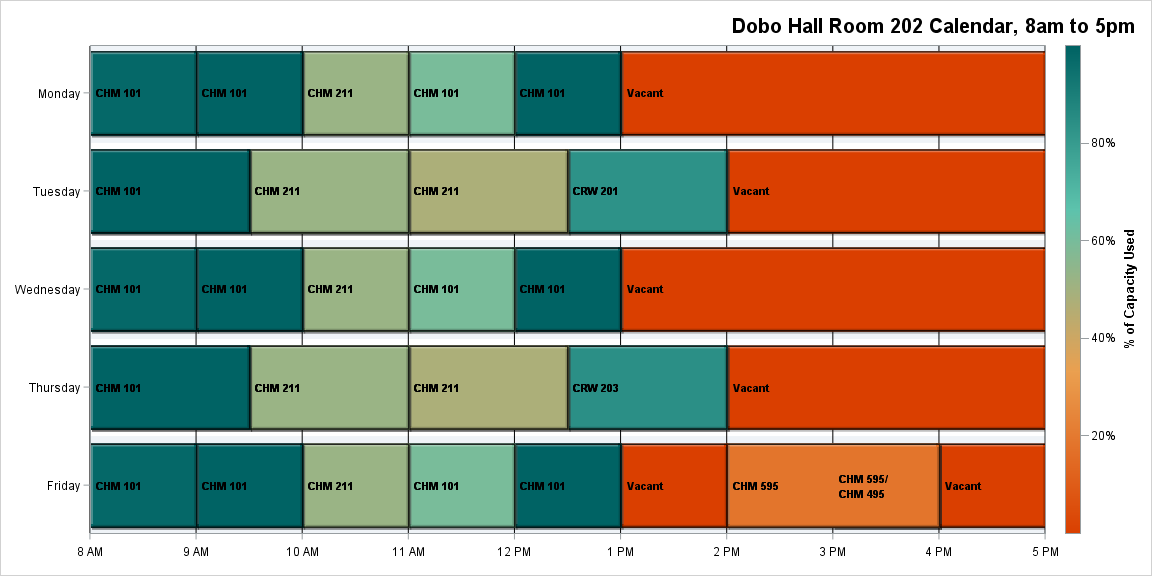 Dobo Hall Room 202 Calendar, 8am to 5pm
Monday
CHM 101
CHM 101
CHM 211
CHM 101
CHM 101
Vacant
Tuesday
CHM 101
CHM 211
CHM 211
CRW 201
Vacant
Wednesday
CHM 101
CHM 101
CHM 211
CHM 101
CHM 101
Vacant
Thursday
CHM 101
CHM 211
CHM 211
CRW 203
Vacant
Friday
CHM 101
CHM 101
CHM 211
CHM 101
CHM 101
Vacant
CHM 595
CHM 595/
CHM 495
Vacant
8 AM
9 AM
10 AM
11 AM
12 PM
1 PM
2 PM
3 PM
4 PM
5 PM
80%
60%
40%
20%
% of Capacity Used